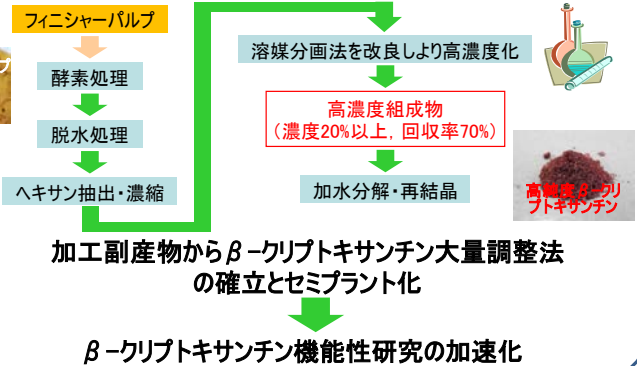 フィニシャーパルプ
酵素処理
脱水処理
ヘキサン抽出・濃縮
溶媒分画法を改良しより高濃度化
高濃度組成物
（濃度20%以上，回収率70%）
加水分解・再結晶
高純度β-クリ
プトキサンチン
加工副産物からβ-クリプトキサンチン大量調整法
の確立とセミプラント化
β-クリプトキサンチン機能性研究の加速化